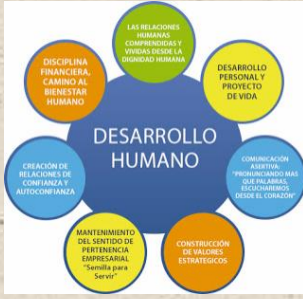 LAS RELACIONES
HUMANAS
COMPRENDIDAS Y
VIVIDAS DESDE LA
DIGNIDAD HUMANA
DISCIPLINA
FINANCIERA,
CAMINO AL
BIENESTAR
HUMANO
DESARROLLO
PERSONAL Y
PROYECTO
DE VIDA
DESARROLLO
HUMANO
CREACIÓN DE
RELACIONES DE
CONFIANZA Y
AUTOCONFIANZA
COMUNICACIÓN
ASERTIVA:
"PRONUNCIANDO MAS
QUE PALABRAS,
ESCUCHAREMOS
DESDE EL CORAZÓN"
MANTENIMIENTO
DEL SENTIDO DE
PERTENENCIA
EMPRESARIAL
"Semilla para
Servir"
CONSTRUCCIÓN
DE VALORES
ESTRATEGICOS